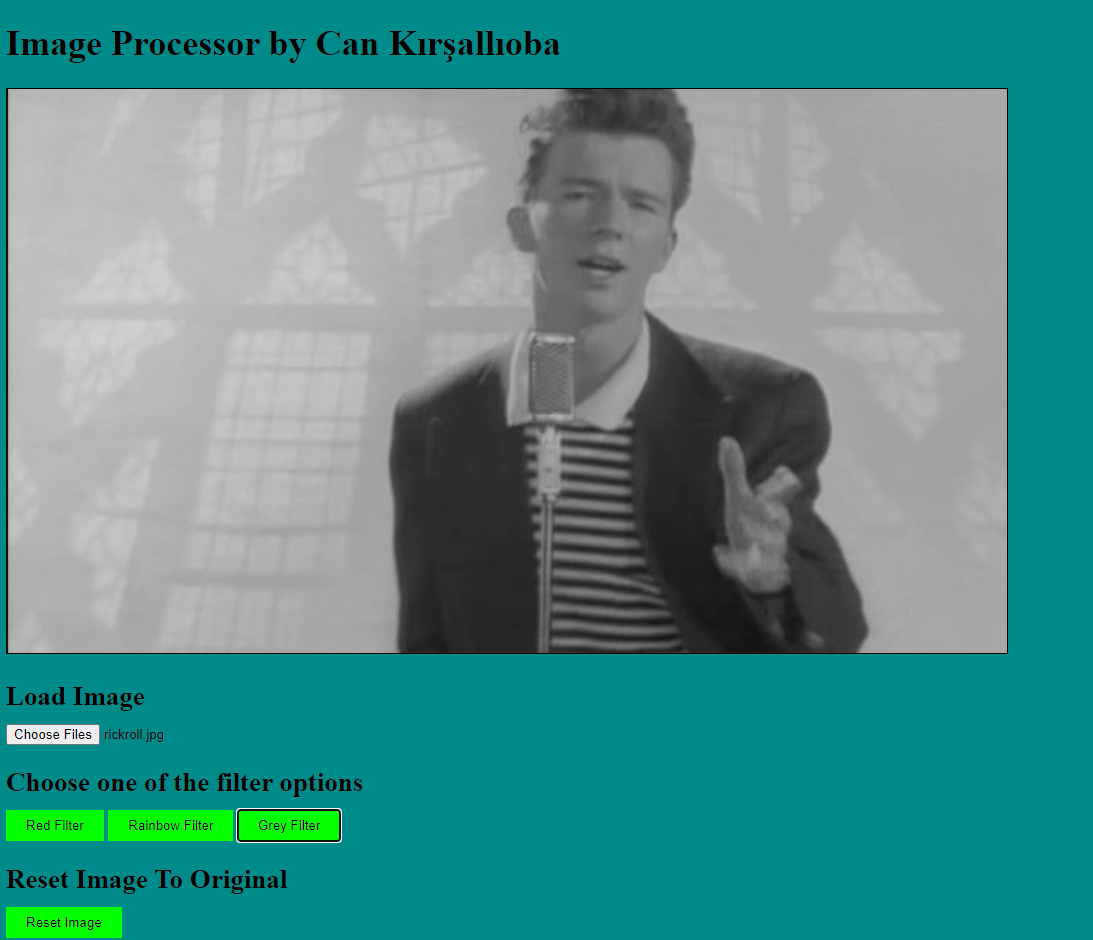 Image Processor by Can Kırşallıoba
Load Image
Choose Files rickroll.jpg
Choose one of the filter options
Red Filter Rainbow Filter Grey Filter
Reset Image To Original
Reset Image